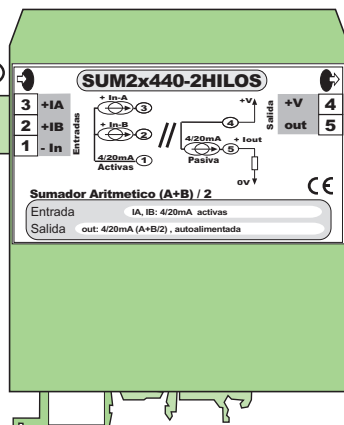 SUM2x440-2HILOS
3 +IA
2 +IB
1 - In
Entradas
+ In-A
3
+ In-B
2
4/20mA
1
Activas
//
+V
4
4/20mA
5
+ Iout
Pasiva
0V
Salida
+V 4
out 5
CE
Sumador Aritmetico (A+B) / 2
Entrada IA, IB: 4/20mA activas
Salida out: 4/20mA (A+B/2) , autoalimentada